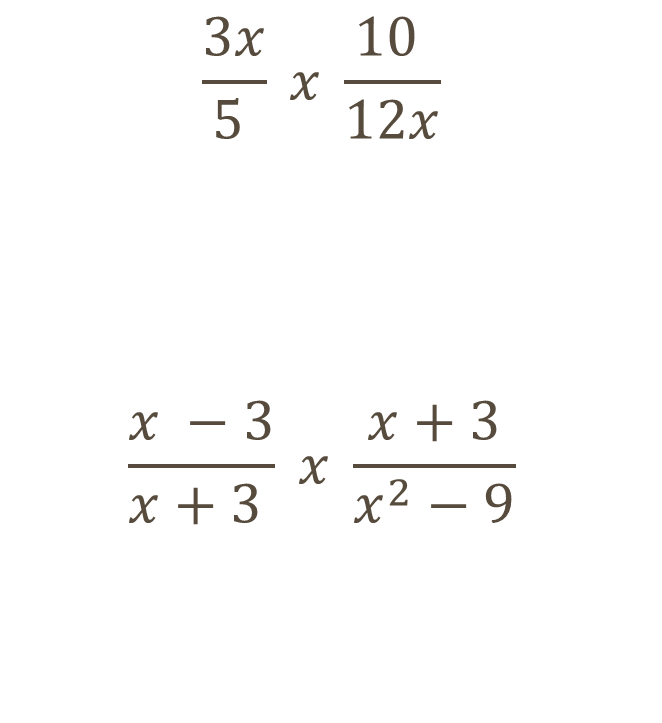 3x/5 x 10/12x
x − 3/x + 3 x x + 3/x² − 9